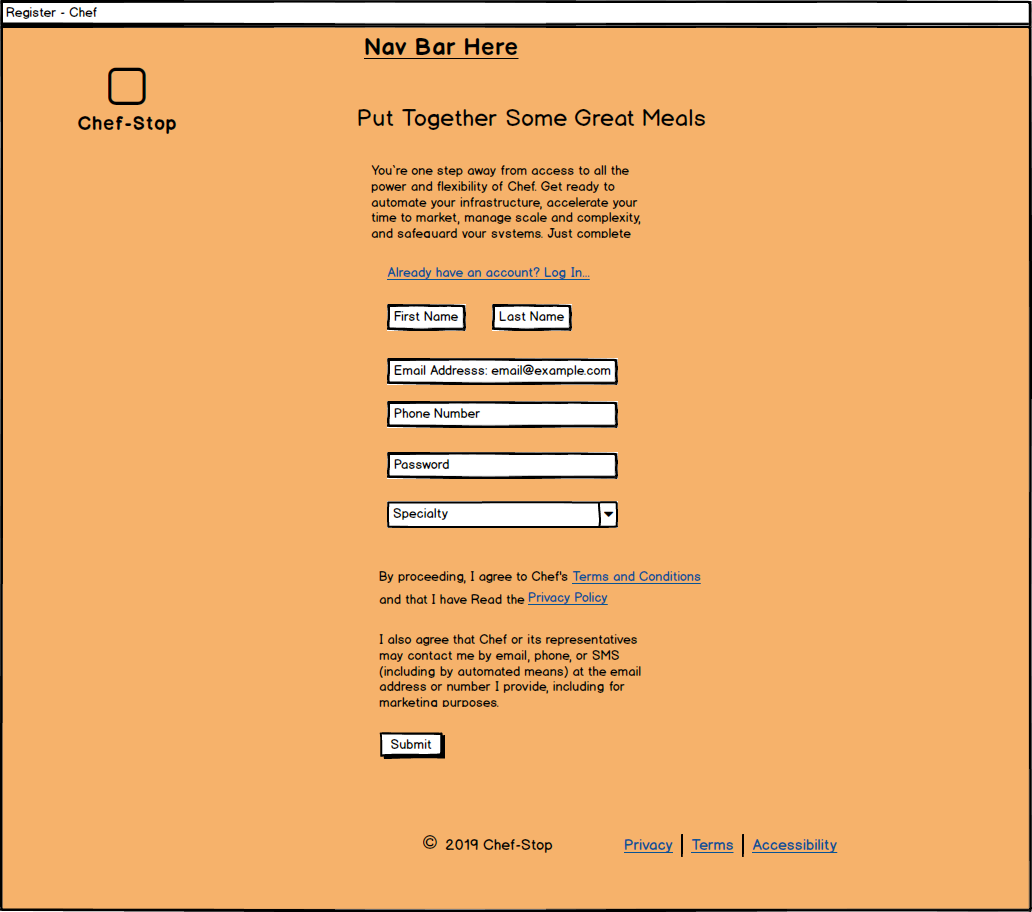 Register - Chef
Nav Bar Here
Chef-Stop
Put Together Some Great Meals
You`re one step away from access to all the
power and flexibility of Chef. Get ready to
automate your infrastructure, accelerate your
time to market, manage scale and complexity,
and safeguard your systems. Just complete
Already have an account? Log In...
First Name Last Name
Email Addresss: email@example.com
Phone Number
Password
Specialty
By proceeding, I agree to Chef's Terms and Conditions
and that I have Read the Privacy Policy
I also agree that Chef or its representatives
may contact me by email, phone, or SMS
(including by automated means) at the email
address or number I provide, including for
marketing purposes.
Submit
© 2019 Chef-Stop Privacy Terms Accessibility